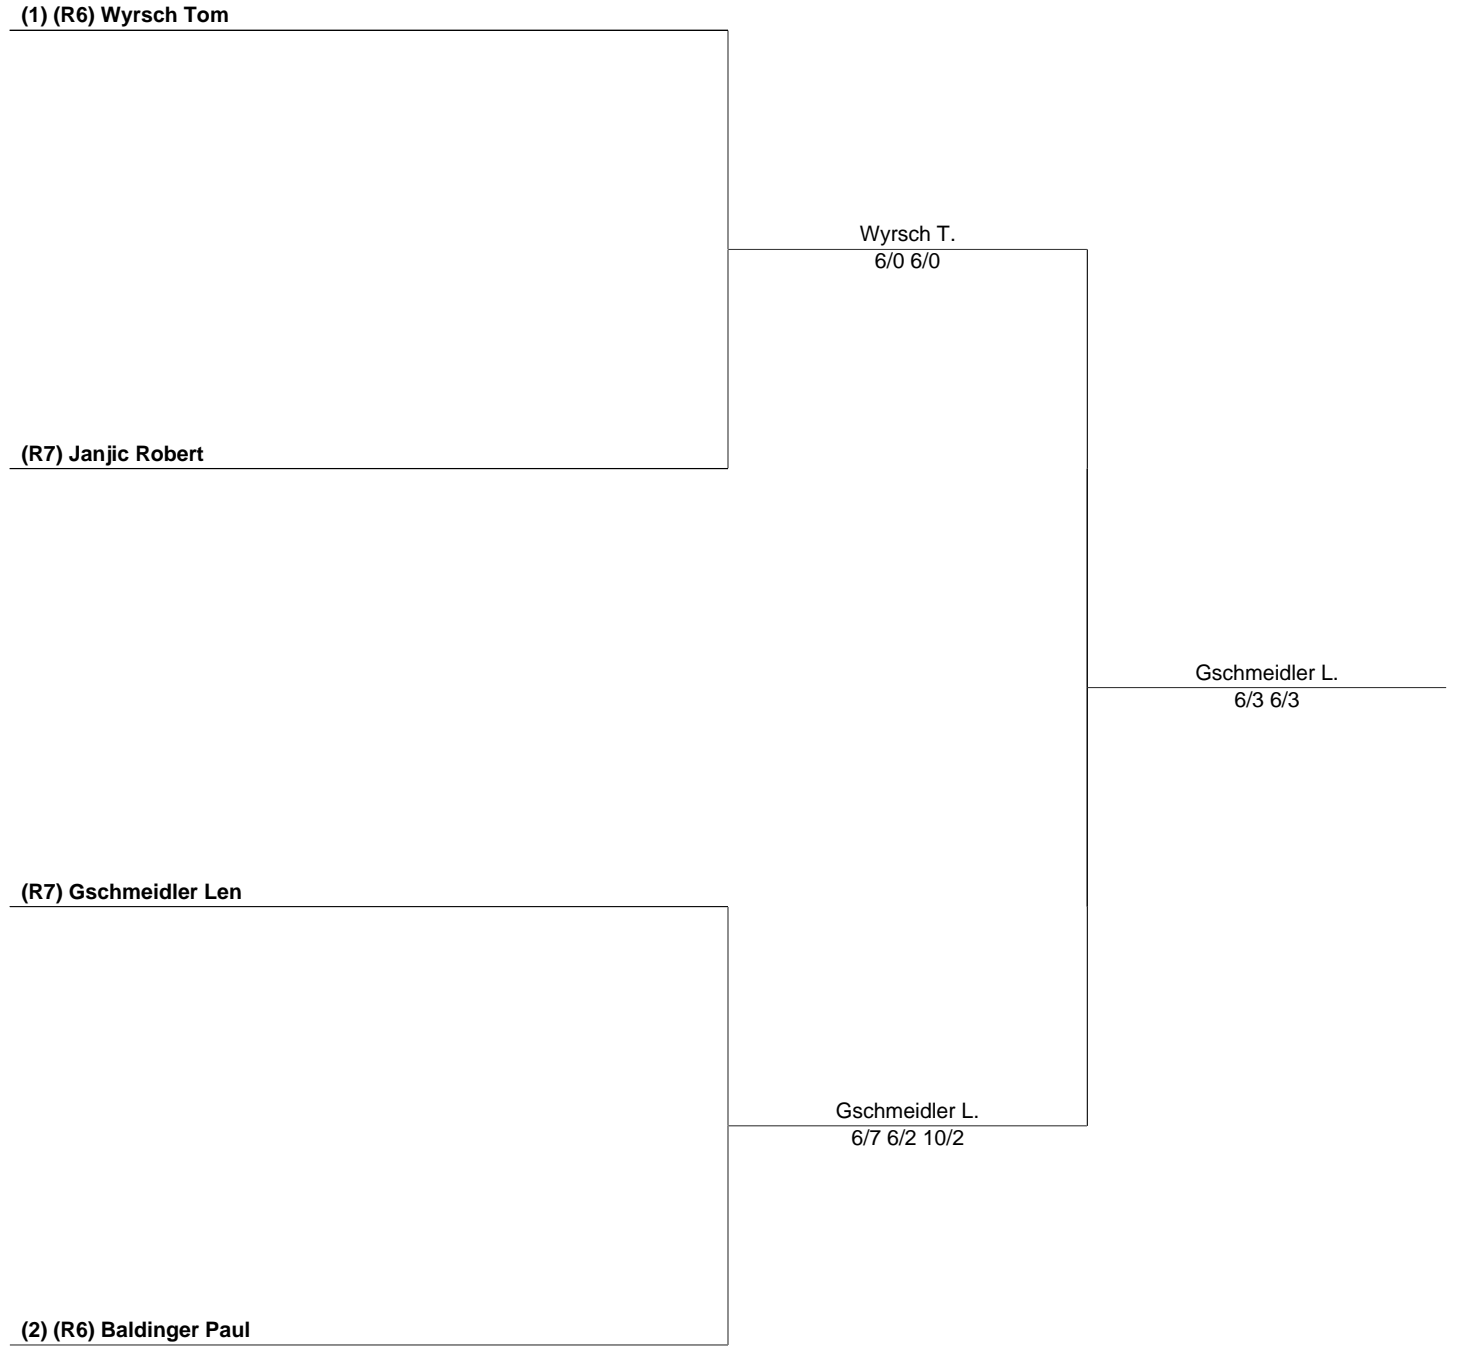 (1) (R6) Wyrsch Tom
Wyrsch T.
6/0 6/0
(R7) Janjic Robert
Gschmeidler L.
6/3 6/3
(R7) Gschmeidler Len
Gschmeidler L.
6/7 6/2 10/2
(2) (R6) Baldinger Paul